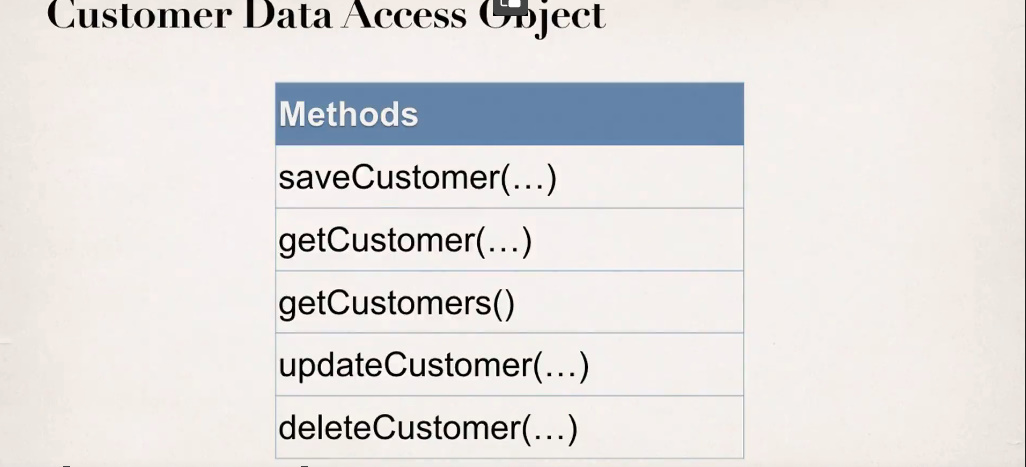 Customer Data Access Object
Methods
saveCustomer(…)
getCustomer(…)
getCustomers()
updateCustomer(…)
deleteCustomer(…)